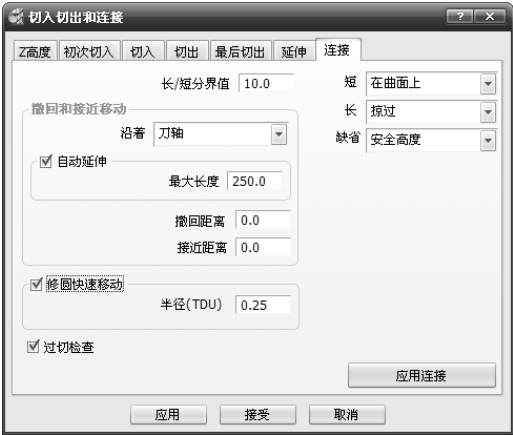 切入切出和连接
Z高度 初次切入 切入 切出 最后切出 延伸 连接
长/短分界值 10.0
短 在曲面上
长 掠过
缺省 安全高度
撤回和接近移动
沿着 刀轴
自动延伸
最大长度 250.0
撤回距离 0.0
接近距离 0.0
修圆快速移动
半径(TDU) 0.25
过切检查
应用连接
应用 接受 取消